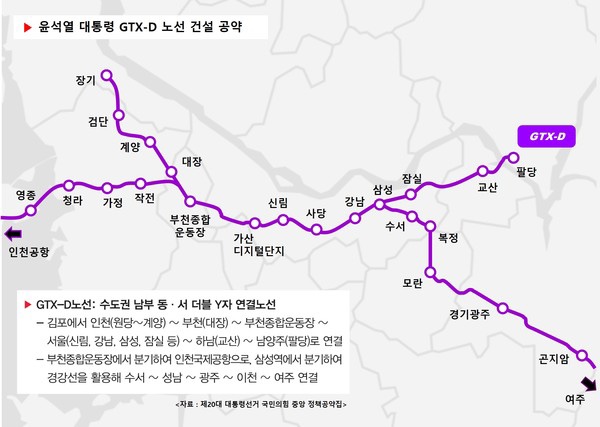 ▶ 윤석열 대통령 GTX-D 노선 건설 공약
장기
검단
계양
대장
GTX-D
영종
청라
가정
작전
부천종합
운동장
가산
디지털단지
신림
사당
강남
삼성
잠실
교산
팔당
수서
복정
모란
경기광주
곤지암
여주
인천공항
▶ GTX-D노선: 수도권 남부 동·서 더블 Y자 연결노선
– 김포에서 인천(원당~계양) ~ 부천(대장) ~ 부천종합운동장 ~
서울(신림, 강남, 삼성, 잠실 등) ~ 하남(교산) ~ 남양주(팔당)로 연결
– 부천종합운동장에서 분기하여 인천국제공항으로, 삼성역에서 분기하여
경강선을 활용해 수서 ~ 성남 ~ 광주 ~ 이천 ~ 여주 연결
<자료 : 제20대 대통령선거 국민의힘 중앙 정책공약집>